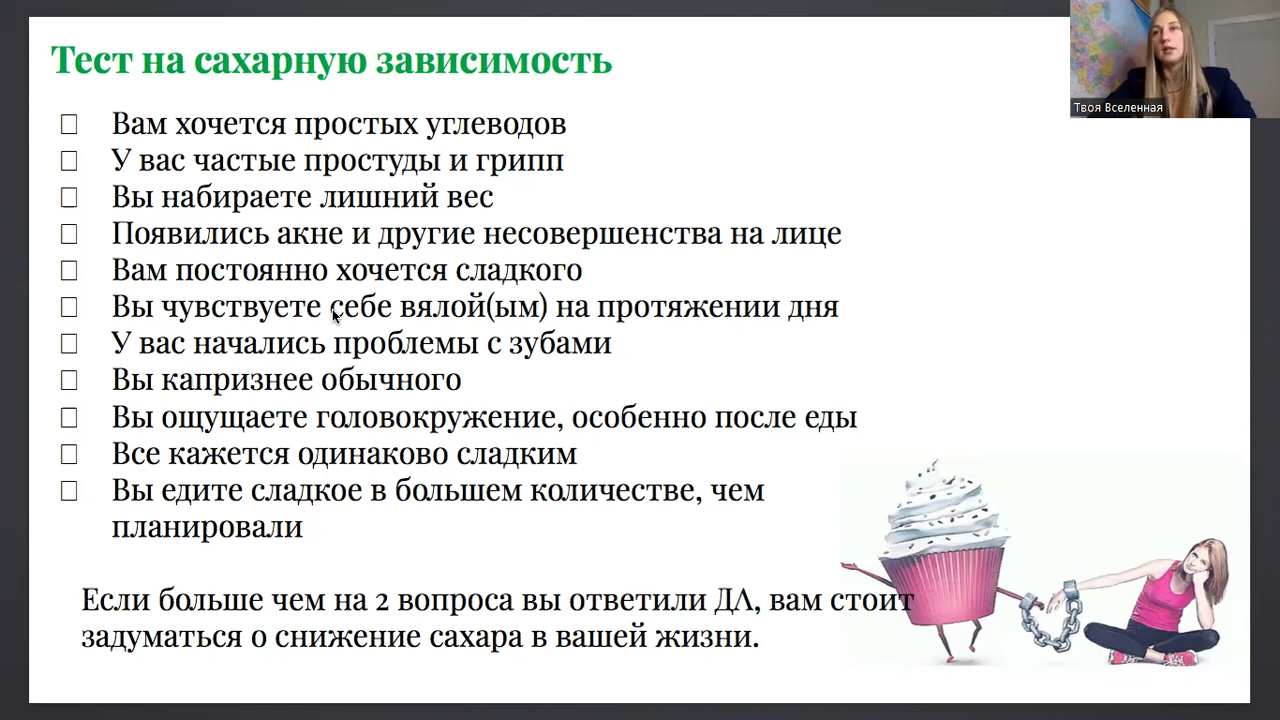 Тест на сахарную зависимость
Твоя Вселенная
Вам хочется простых углеводов
У вас частые простуды и грипп
Вы набираете лишний вес
Появились акне и другие несовершенства на лице
Вам постоянно хочется сладкого
Вы чувствуете себе вялой(ым) на протяжении дня
У вас начались проблемы с зубами
Вы капризнее обычного
Вы ощущаете головокружение, особенно после еды
Все кажется одинаково сладким
Вы едите сладкое в большем количестве, чем
планировали
Если больше чем на 2 вопроса вы ответили ДА, вам стоит
задуматься о снижение сахара в вашей жизни.